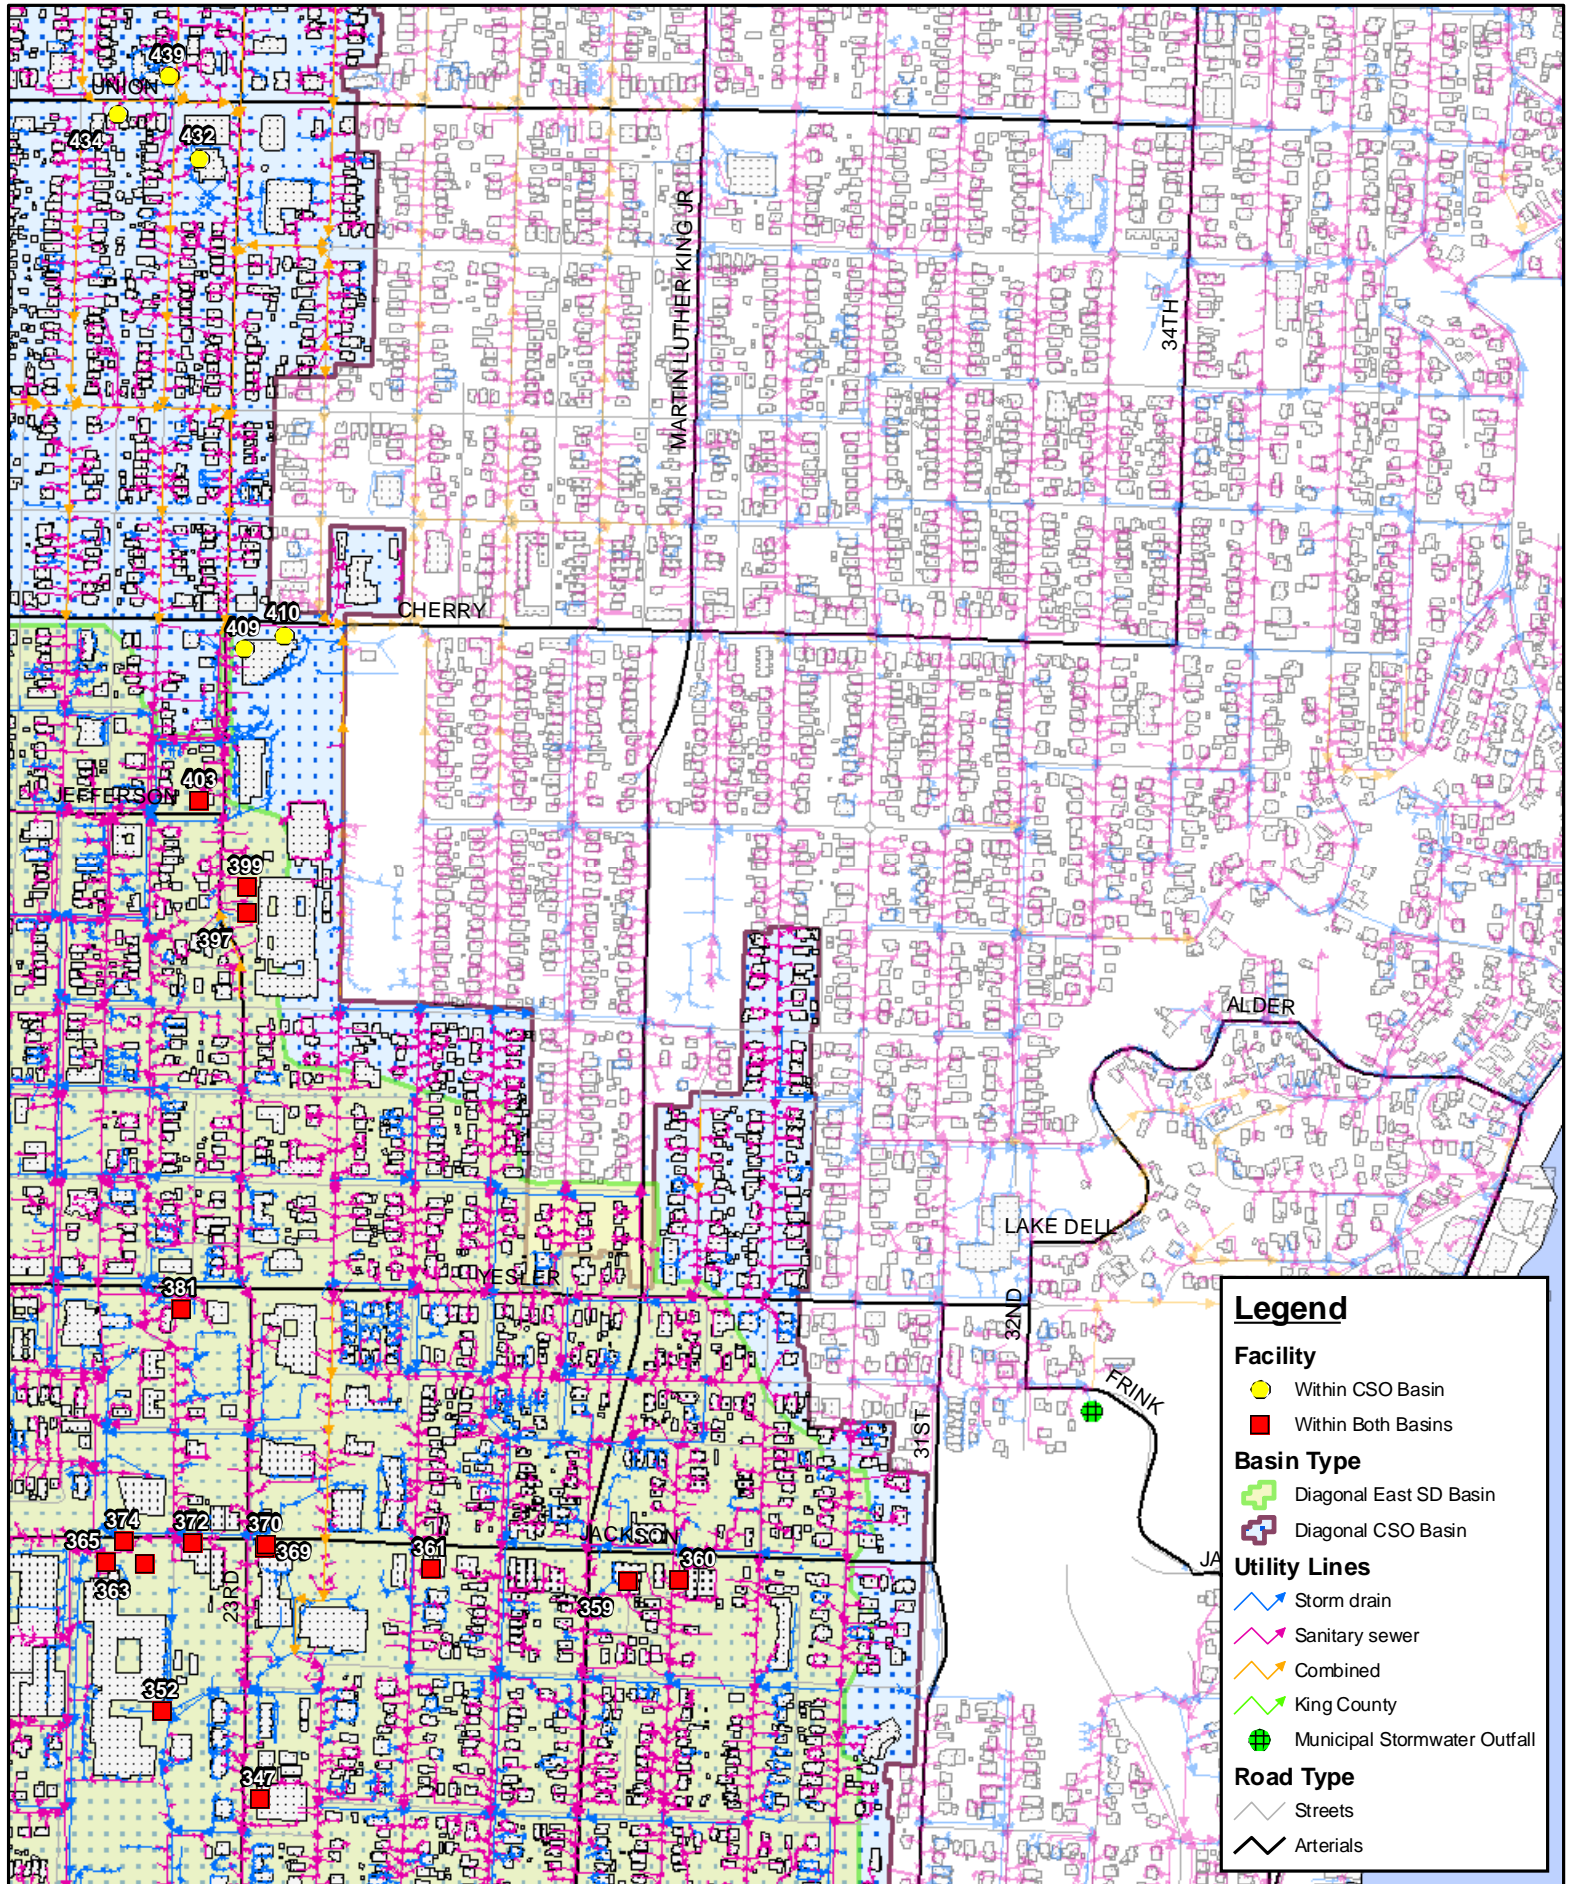 439
UNION
434
432
MARTIN LUTHER KING JR
34TH
CHERRY
410
409
403
JEFFERSON
399
397
ALDER
LAKE DELL
YESLER
381
32ND
FRINK
31ST
374
372
370
365
JACKSON
369
361
360
363
359
JA
23RD
352
347
Legend
Facility
Within CSO Basin
Within Both Basins
Basin Type
Diagonal East SD Basin
Diagonal CSO Basin
Utility Lines
Storm drain
Sanitary sewer
Combined
King County
Municipal Stormwater Outfall
Road Type
Streets
Arterials